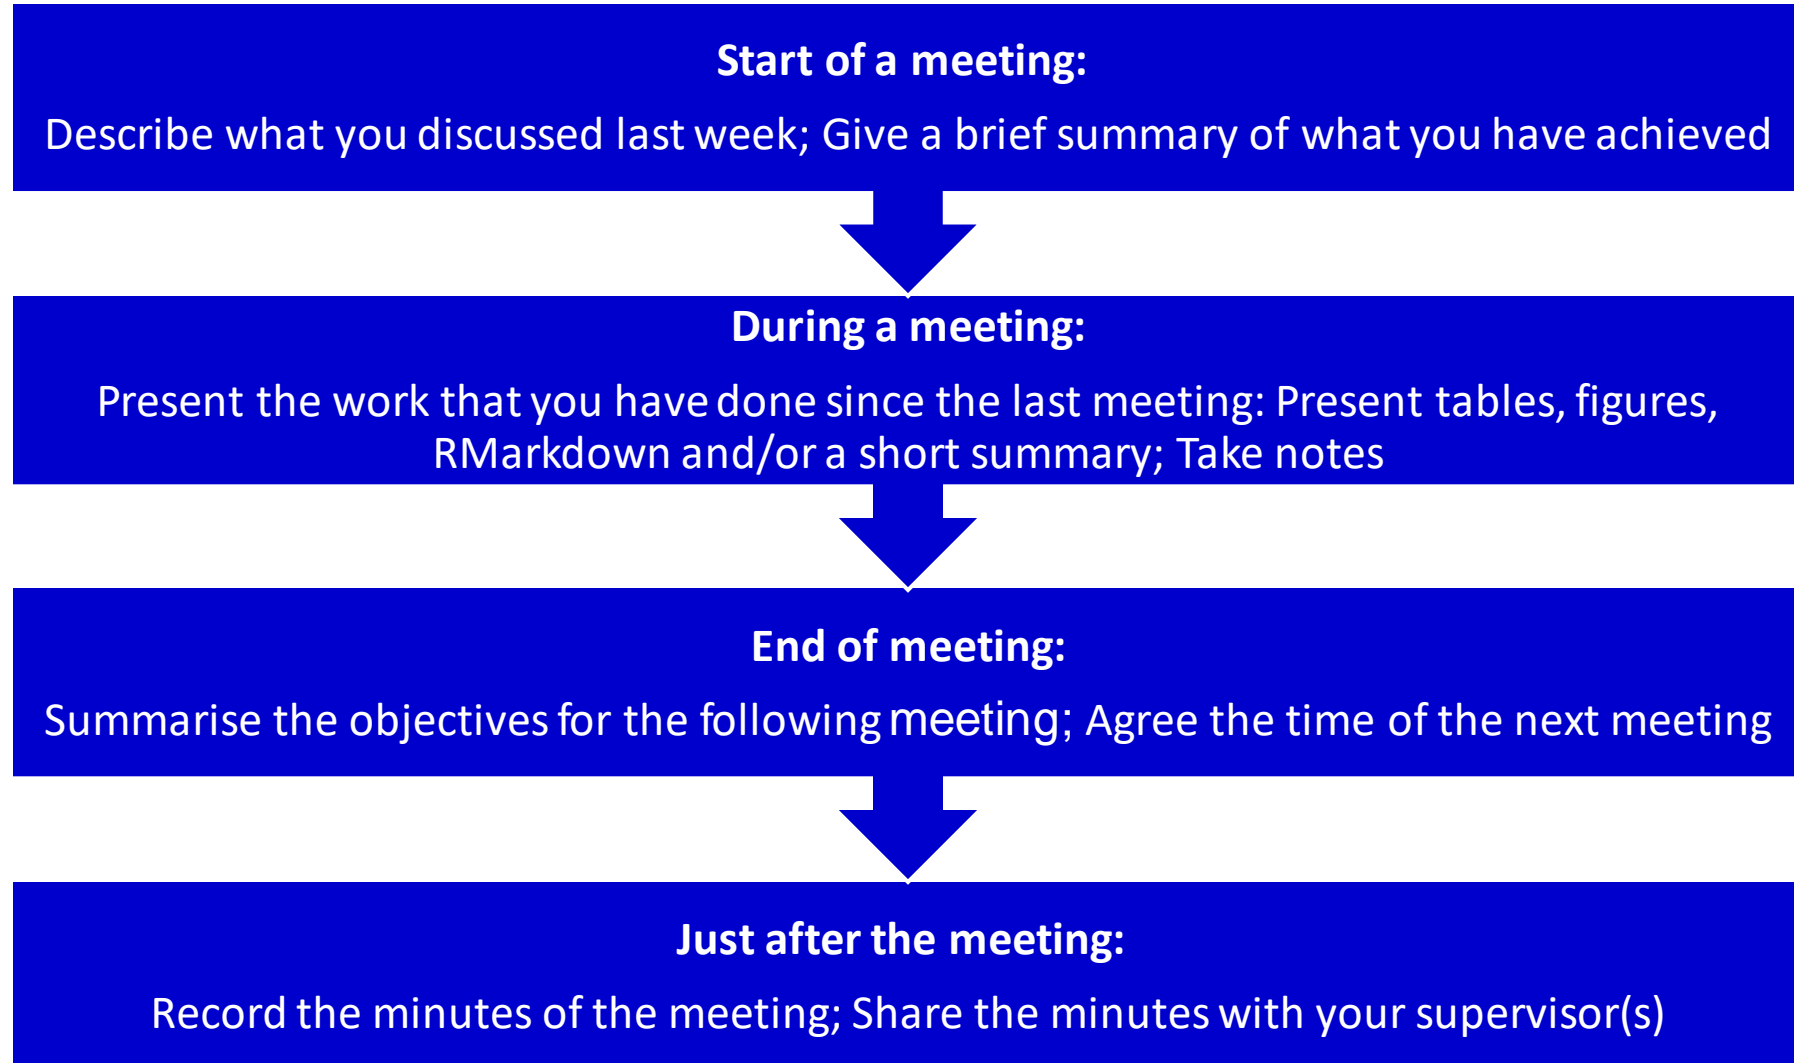 Start of a meeting:
Describe what you discussed last week; Give a brief summary of what you have achieved
During a meeting:
Present the work that you have done since the last meeting: Present tables, figures,
RMarkdown and/or a short summary; Take notes
End of meeting:
Summarise the objectives for the following meeting; Agree the time of the next meeting
Just after the meeting:
Record the minutes of the meeting; Share the minutes with your supervisor(s)